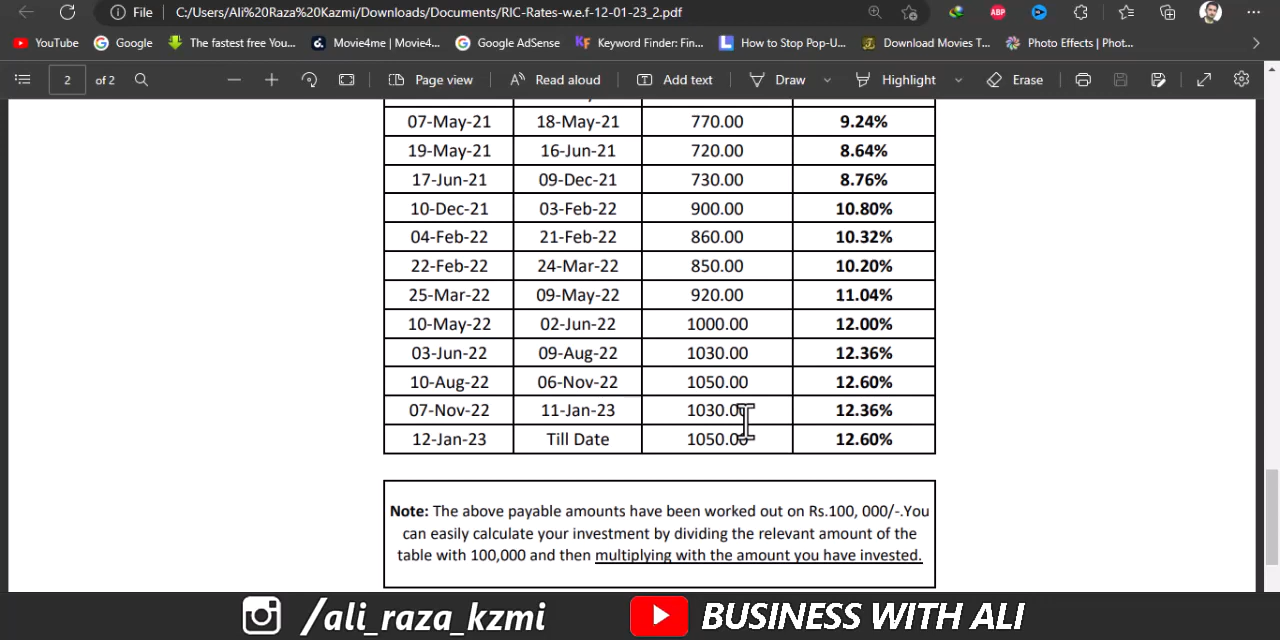 File
C:/Users/Ali%20Raza%20Kazmi/Downloads/Documents/RIC-Rates-w.e.f-12-01-23_2.pdf
ABP
YouTube
Google
The fastest free You...
Movie4me | Movie4...
Google AdSense
Keyword Finder: Fin...
How to Stop Pop-U...
Download Movies T...
Photo Effects | Phot...
2 of 2
Page view
Read aloud
Add text
Draw
Highlight
Erase
07-May-21 18-May-21 770.00 9.24%
19-May-21 16-Jun-21 720.00 8.64%
17-Jun-21 09-Dec-21 730.00 8.76%
10-Dec-21 03-Feb-22 900.00 10.80%
04-Feb-22 21-Feb-22 860.00 10.32%
22-Feb-22 24-Mar-22 850.00 10.20%
25-Mar-22 09-May-22 920.00 11.04%
10-May-22 02-Jun-22 1000.00 12.00%
03-Jun-22 09-Aug-22 1030.00 12.36%
10-Aug-22 06-Nov-22 1050.00 12.60%
07-Nov-22 11-Jan-23 1030.00 12.36%
12-Jan-23 Till Date 1050.00 12.60%
Note: The above payable amounts have been worked out on Rs.100, 000/-.You
can easily calculate your investment by dividing the relevant amount of the
table with 100,000 and then multiplying with the amount you have invested.
/ali_raza_kzmi
BUSINESS WITH ALI